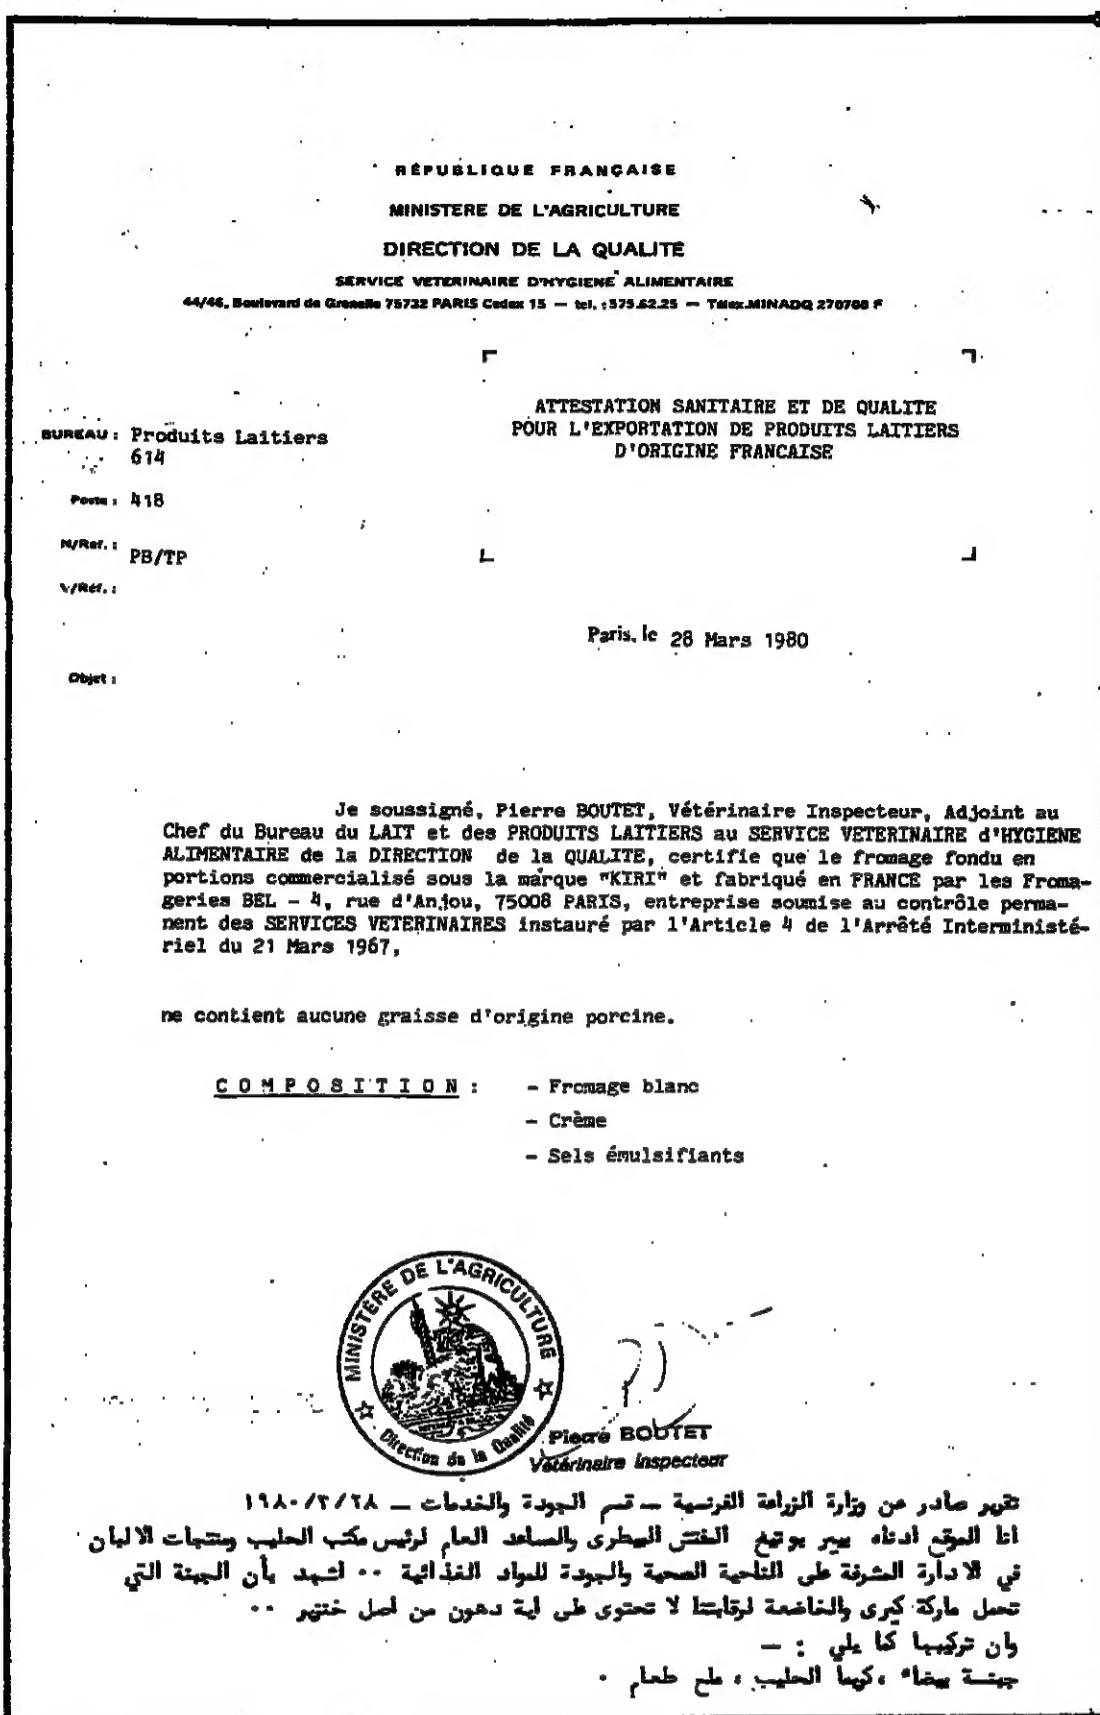 RÉPUBLIQUE FRANÇAISE
MINISTERE DE L'AGRICULTURE
DIRECTION DE LA QUALITÉ
SERVICE VETERINAIRE D'HYGIENE ALIMENTAIRE
44/46, Boulevard de Grenelle 75732 PARIS Cedex 15 — tel. : 575.62.25 — Télex.MINADQ 270708 F
ATTESTATION SANITAIRE ET DE QUALITE
POUR L'EXPORTATION DE PRODUITS LAITIERS
D'ORIGINE FRANCAISE
BUREAU : Produits Laitiers
614
Poste : 418
N/Ref. : PB/TP
V/Réf. :
Paris, le 28 Mars 1980
Objet :
Je soussigné, Pierre BOUTET, Vétérinaire Inspecteur, Adjoint au
Chef du Bureau du LAIT et des PRODUITS LAITIERS au SERVICE VETERINAIRE d'HYGIENE
ALIMENTAIRE de la DIRECTION de la QUALITE, certifie que le fromage fondu en
portions commercialisé sous la marque "KIRI" et fabriqué en FRANCE par les Froma-
geries BEL - 4, rue d'Anjou, 75008 PARIS, entreprise soumise au contrôle perma-
nent des SERVICES VETERINAIRES instauré par l'Article 4 de l'Arrêté Interministé-
riel du 21 Mars 1967,
ne contient aucune graisse d'origine porcine.
COMPOSITION : - Fromage blanc
- Crème
- Sels émulsifiants
MINISTÈRE DE L'AGRICULTURE
Direction de la Qualité
Pierre BOUTET
Vétérinaire Inspecteur
تقرير صادر عن وزارة الزراعة الفرنسية — قسم الجودة والخدمات — ١٩٨٠/٣/٢٨
انا الموقع ادناه بيير بوتيغ المفتش البيطرى والمساعد العام لرئيس مكتب الحليب ومنتجات الالبان
في الادارة المشرفة على الناحية الصحية والجودة للمواد الغذائية ٠٠ اشهد بأن الجبنة التي
تحمل ماركة كيرى والخاضعة لرقابتنا لا تحتوى على اية دهون من اصل خنزير ٠٠
وان تركيبها كما يلي : —
جبنة بيضاء ، كريما الحليب ، ملح طعام ٠